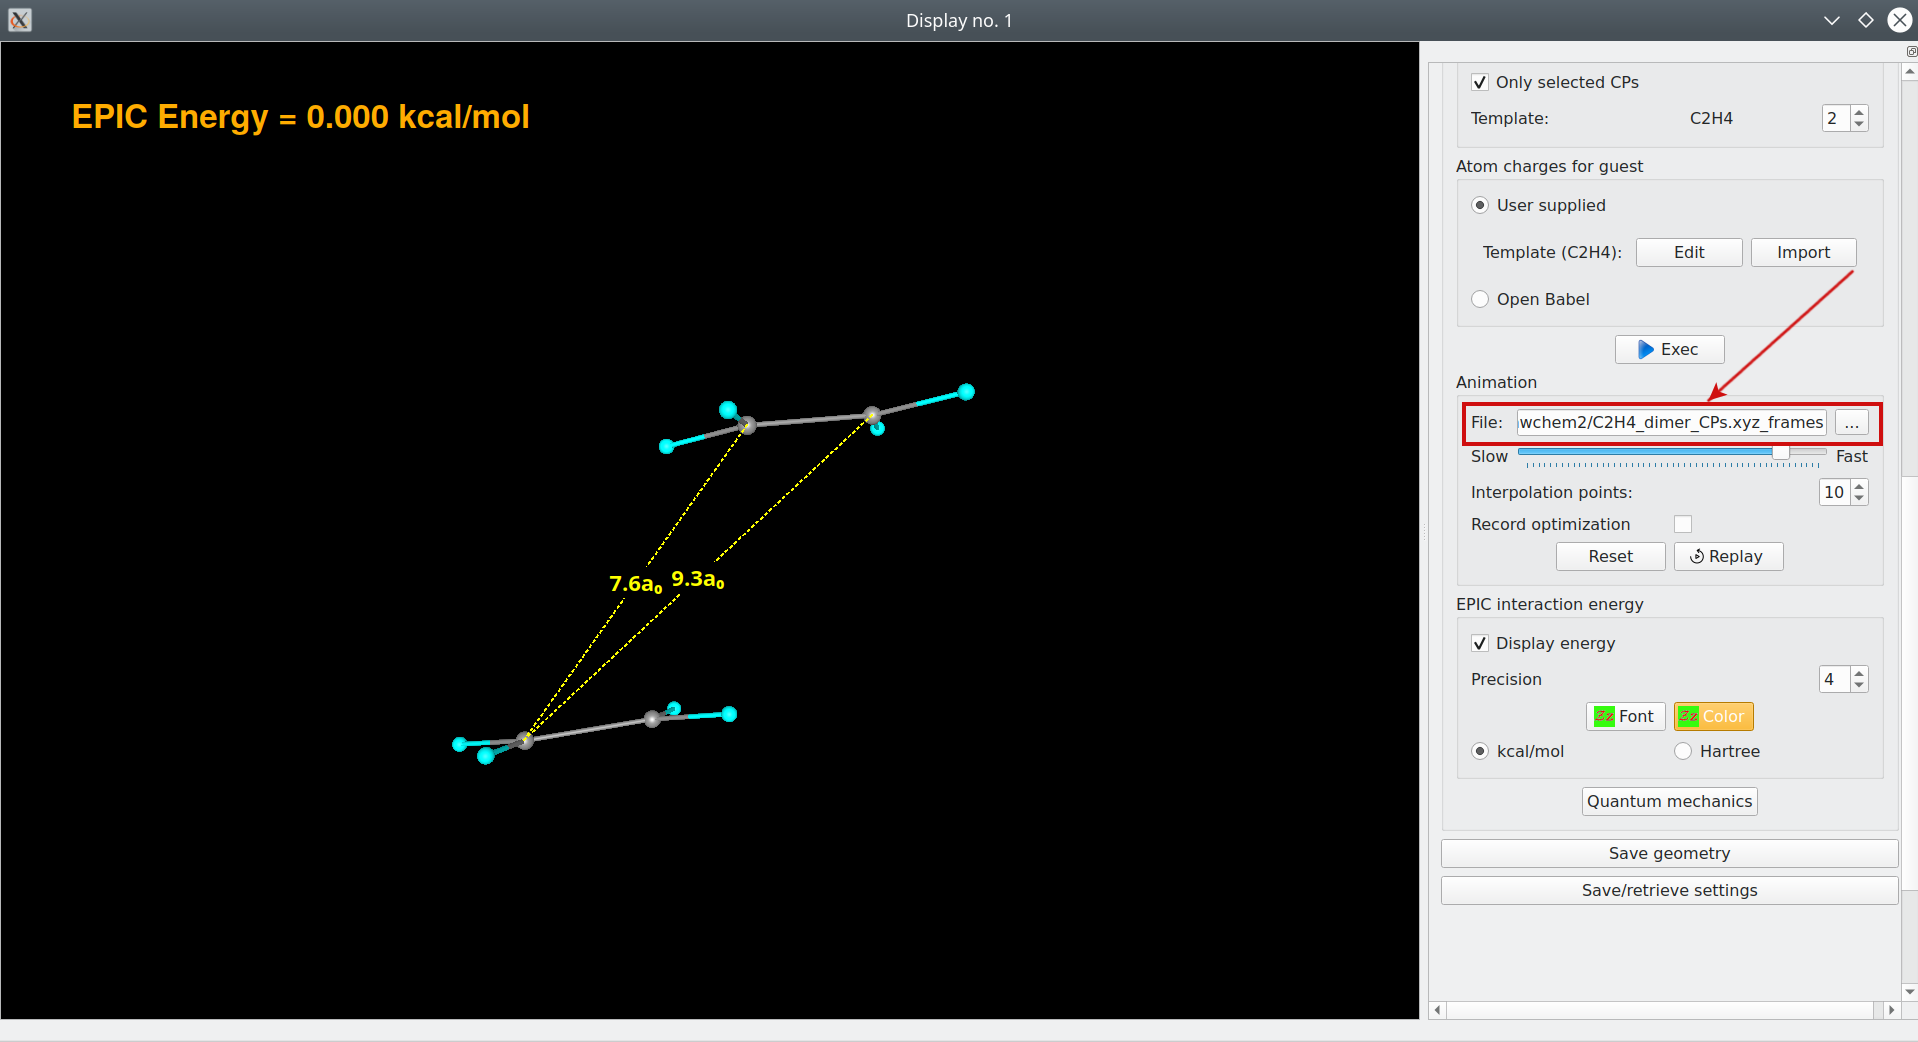 Display no. 1
EPIC Energy = 0.000 kcal/mol
7.6a₀ 9.3a₀
Only selected CPs
Template: C2H4 2
Atom charges for guest
User supplied
Template (C2H4): Edit Import
Open Babel
Exec
Animation
File: wchem2/C2H4_dimer_CPs.xyz_frames ...
Slow Fast
Interpolation points: 10
Record optimization
Reset Replay
EPIC interaction energy
Display energy
Precision 4
Zz Font Zz Color
kcal/mol Hartree
Quantum mechanics
Save geometry
Save/retrieve settings